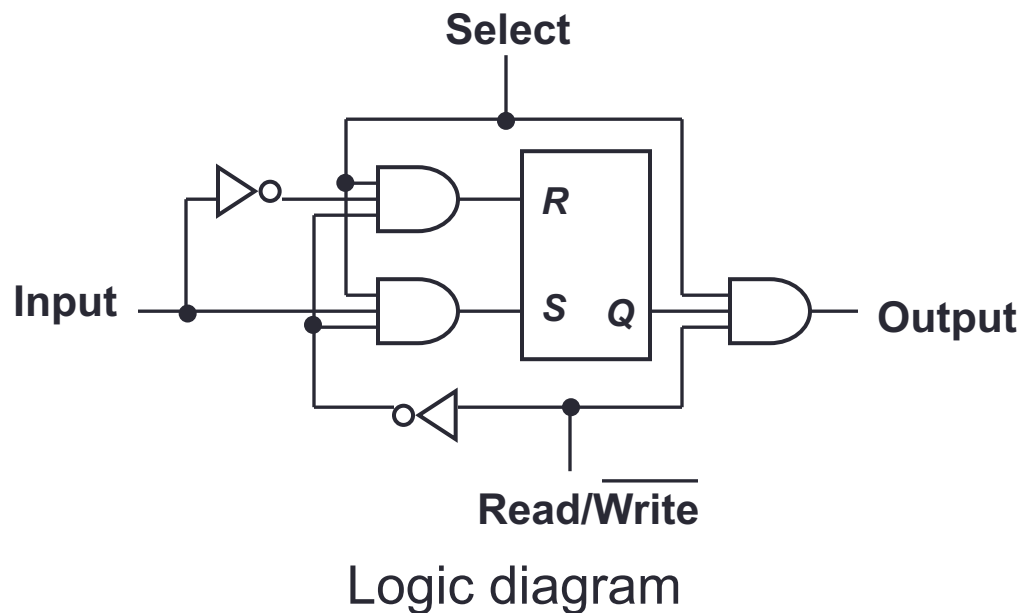 Select
R
Input
S
Q
Output
Read/Write
Logic diagram